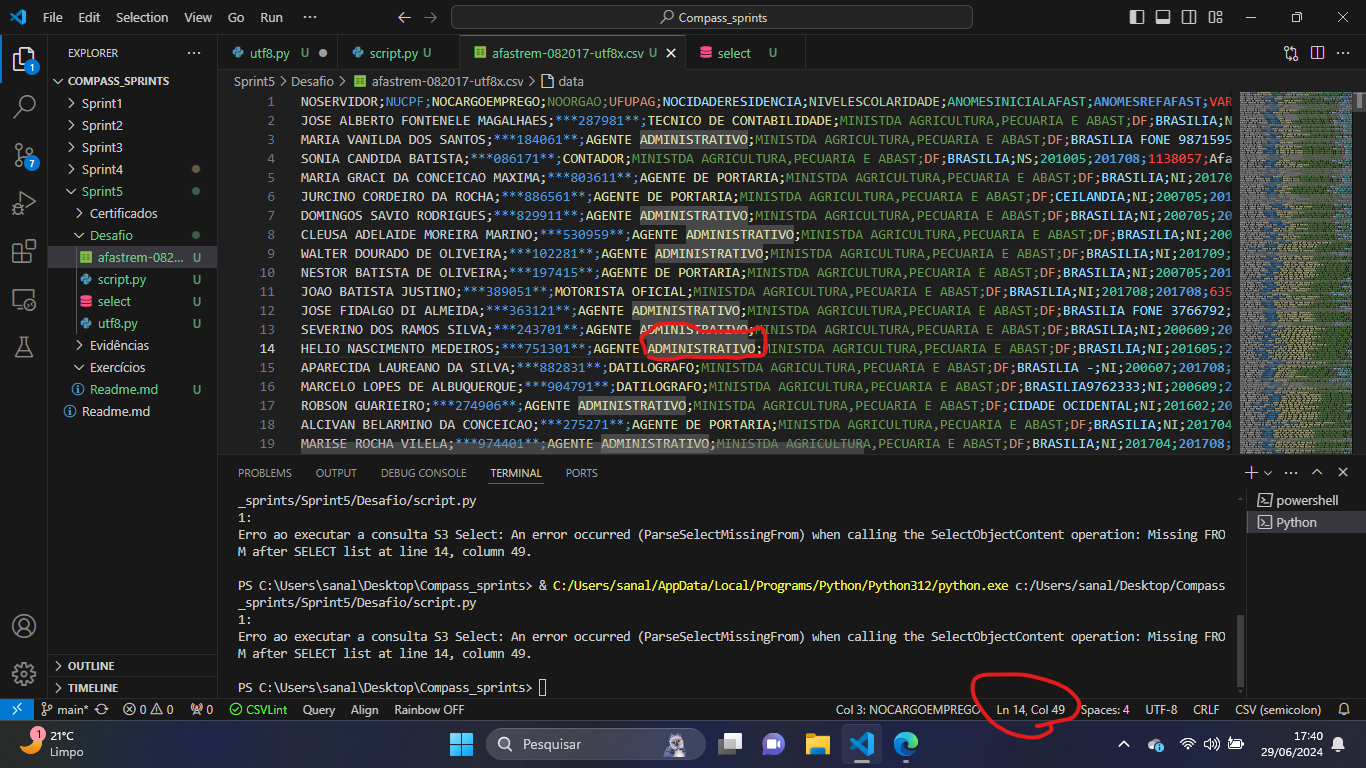 File Edit Selection View Go Run ··· Compass_sprints
EXPLORER ···
COMPASS_SPRINTS
Sprint1
Sprint2
Sprint3
Sprint4
Sprint5
Certificados
Desafio
afastrem-082... U
script.py U
select U
utf8.py U
Evidências
Exercícios
Readme.md U
Readme.md
OUTLINE
TIMELINE
utf8.py U script.py U afastrem-082017-utf8x.csv U select U
Sprint5 > Desafio > afastrem-082017-utf8x.csv > data
1 NOSERVIDOR;NUCPF;NOCARGOEMPREGO;NOORGAO;UFUPAG;NOCIDADERESIDENCIA;NIVELESCOLARIDADE;ANOMESINICIALAFAST;ANOMESREFAFAST;VAR
2 JOSE ALBERTO FONTENELE MAGALHAES;***287981**;TECNICO DE CONTABILIDADE;MINISTDA AGRICULTURA,PECUARIA E ABAST;DF;BRASILIA;N
3 MARIA VANILDA DOS SANTOS;***184061**;AGENTE ADMINISTRATIVO;MINISTDA AGRICULTURA,PECUARIA E ABAST;DF;BRASILIA FONE 9871595
4 SONIA CANDIDA BATISTA;***086171**;CONTADOR;MINISTDA AGRICULTURA,PECUARIA E ABAST;DF;BRASILIA;NS;201005;201708;1138057;Afa
5 MARIA GRACI DA CONCEICAO MAXIMA;***803611**;AGENTE DE PORTARIA;MINISTDA AGRICULTURA,PECUARIA E ABAST;DF;BRASILIA;NI;20170
6 JURCINO CORDEIRO DA ROCHA;***886561**;AGENTE DE PORTARIA;MINISTDA AGRICULTURA,PECUARIA E ABAST;DF;CEILANDIA;NI;200705;201
7 DOMINGOS SAVIO RODRIGUES;***829911**;AGENTE ADMINISTRATIVO;MINISTDA AGRICULTURA,PECUARIA E ABAST;DF;BRASILIA;NI;200705;20
8 CLEUSA ADELAIDE MOREIRA MARINO;***530959**;AGENTE ADMINISTRATIVO;MINISTDA AGRICULTURA,PECUARIA E ABAST;DF;BRASILIA;NI;200
9 WALTER DOURADO DE OLIVEIRA;***102281**;AGENTE ADMINISTRATIVO;MINISTDA AGRICULTURA,PECUARIA E ABAST;DF;BRASILIA;NI;201709;
10 NESTOR BATISTA DE OLIVEIRA;***197415**;AGENTE DE PORTARIA;MINISTDA AGRICULTURA,PECUARIA E ABAST;DF;BRASILIA;NI;200705;201
11 JOAO BATISTA JUSTINO;***389051**;MOTORISTA OFICIAL;MINISTDA AGRICULTURA,PECUARIA E ABAST;DF;BRASILIA;NI;201708;201708;635
12 JOSE FIDALGO DI ALMEIDA;***363121**;AGENTE ADMINISTRATIVO;MINISTDA AGRICULTURA,PECUARIA E ABAST;DF;BRASILIA FONE 3766792;
13 SEVERINO DOS RAMOS SILVA;***243701**;AGENTE ADMINISTRATIVO;MINISTDA AGRICULTURA,PECUARIA E ABAST;DF;BRASILIA;NI;200609;20
14 HELIO NASCIMENTO MEDEIROS;***751301**;AGENTE ADMINISTRATIVO;MINISTDA AGRICULTURA,PECUARIA E ABAST;DF;BRASILIA;NI;201605;2
15 APARECIDA LAUREANO DA SILVA;***882831**;DATILOGRAFO;MINISTDA AGRICULTURA,PECUARIA E ABAST;DF;BRASILIA -;NI;200607;201708;
16 MARCELO LOPES DE ALBUQUERQUE;***904791**;DATILOGRAFO;MINISTDA AGRICULTURA,PECUARIA E ABAST;DF;BRASILIA9762333;NI;200609;2
17 ROBSON GUARIEIRO;***274906**;AGENTE ADMINISTRATIVO;MINISTDA AGRICULTURA,PECUARIA E ABAST;DF;CIDADE OCIDENTAL;NI;201602;20
18 ALCIVAN BELARMINO DA CONCEICAO;***275271**;AGENTE DE PORTARIA;MINISTDA AGRICULTURA,PECUARIA E ABAST;DF;BRASILIA;NI;201704
19 MARISE ROCHA VILELA;***974401**;AGENTE ADMINISTRATIVO;MINISTDA AGRICULTURA,PECUARIA E ABAST;DF;BRASILIA;NI;201704;201708;
PROBLEMS OUTPUT DEBUG CONSOLE TERMINAL PORTS
_sprints/Sprint5/Desafio/script.py
1:
Erro ao executar a consulta S3 Select: An error occurred (ParseSelectMissingFrom) when calling the SelectObjectContent operation: Missing FRO
M after SELECT list at line 14, column 49.
PS C:\Users\sanal\Desktop\Compass_sprints> & C:/Users/sanal/AppData/Local/Programs/Python/Python312/python.exe c:/Users/sanal/Desktop/Compass
_sprints/Sprint5/Desafio/script.py
1:
Erro ao executar a consulta S3 Select: An error occurred (ParseSelectMissingFrom) when calling the SelectObjectContent operation: Missing FRO
M after SELECT list at line 14, column 49.
PS C:\Users\sanal\Desktop\Compass_sprints>
powershell
Python
1
7
main* 0 0 0 CSVLint Query Align Rainbow OFF Col 3: NOCARGOEMPREGO Ln 14, Col 49 Spaces: 4 UTF-8 CRLF CSV (semicolon)
1
21°C
Limpo
Pesquisar
17:40
29/06/2024